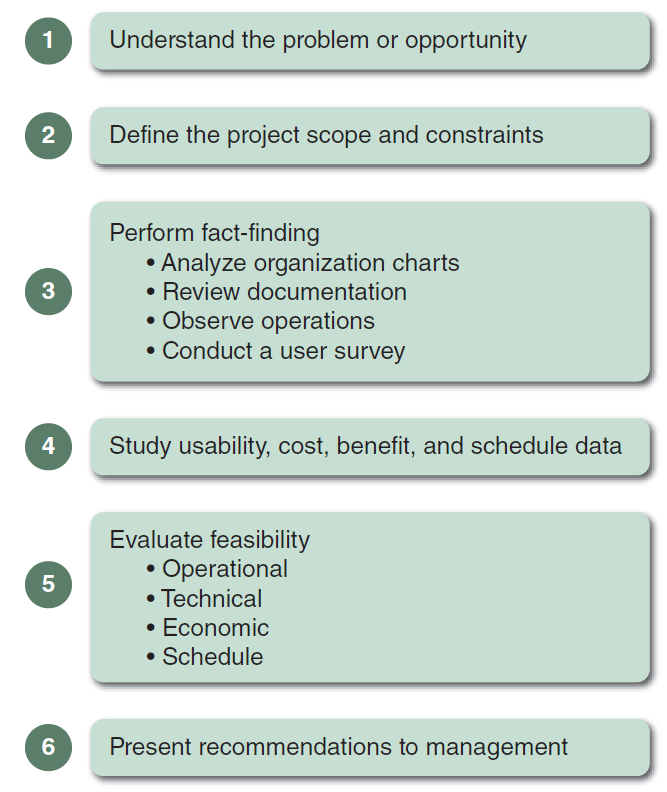 1 Understand the problem or opportunity
2 Define the project scope and constraints
Perform fact-finding
• Analyze organization charts
3 • Review documentation
• Observe operations
• Conduct a user survey
4 Study usability, cost, benefit, and schedule data
Evaluate feasibility
• Operational
5 • Technical
• Economic
• Schedule
6 Present recommendations to management